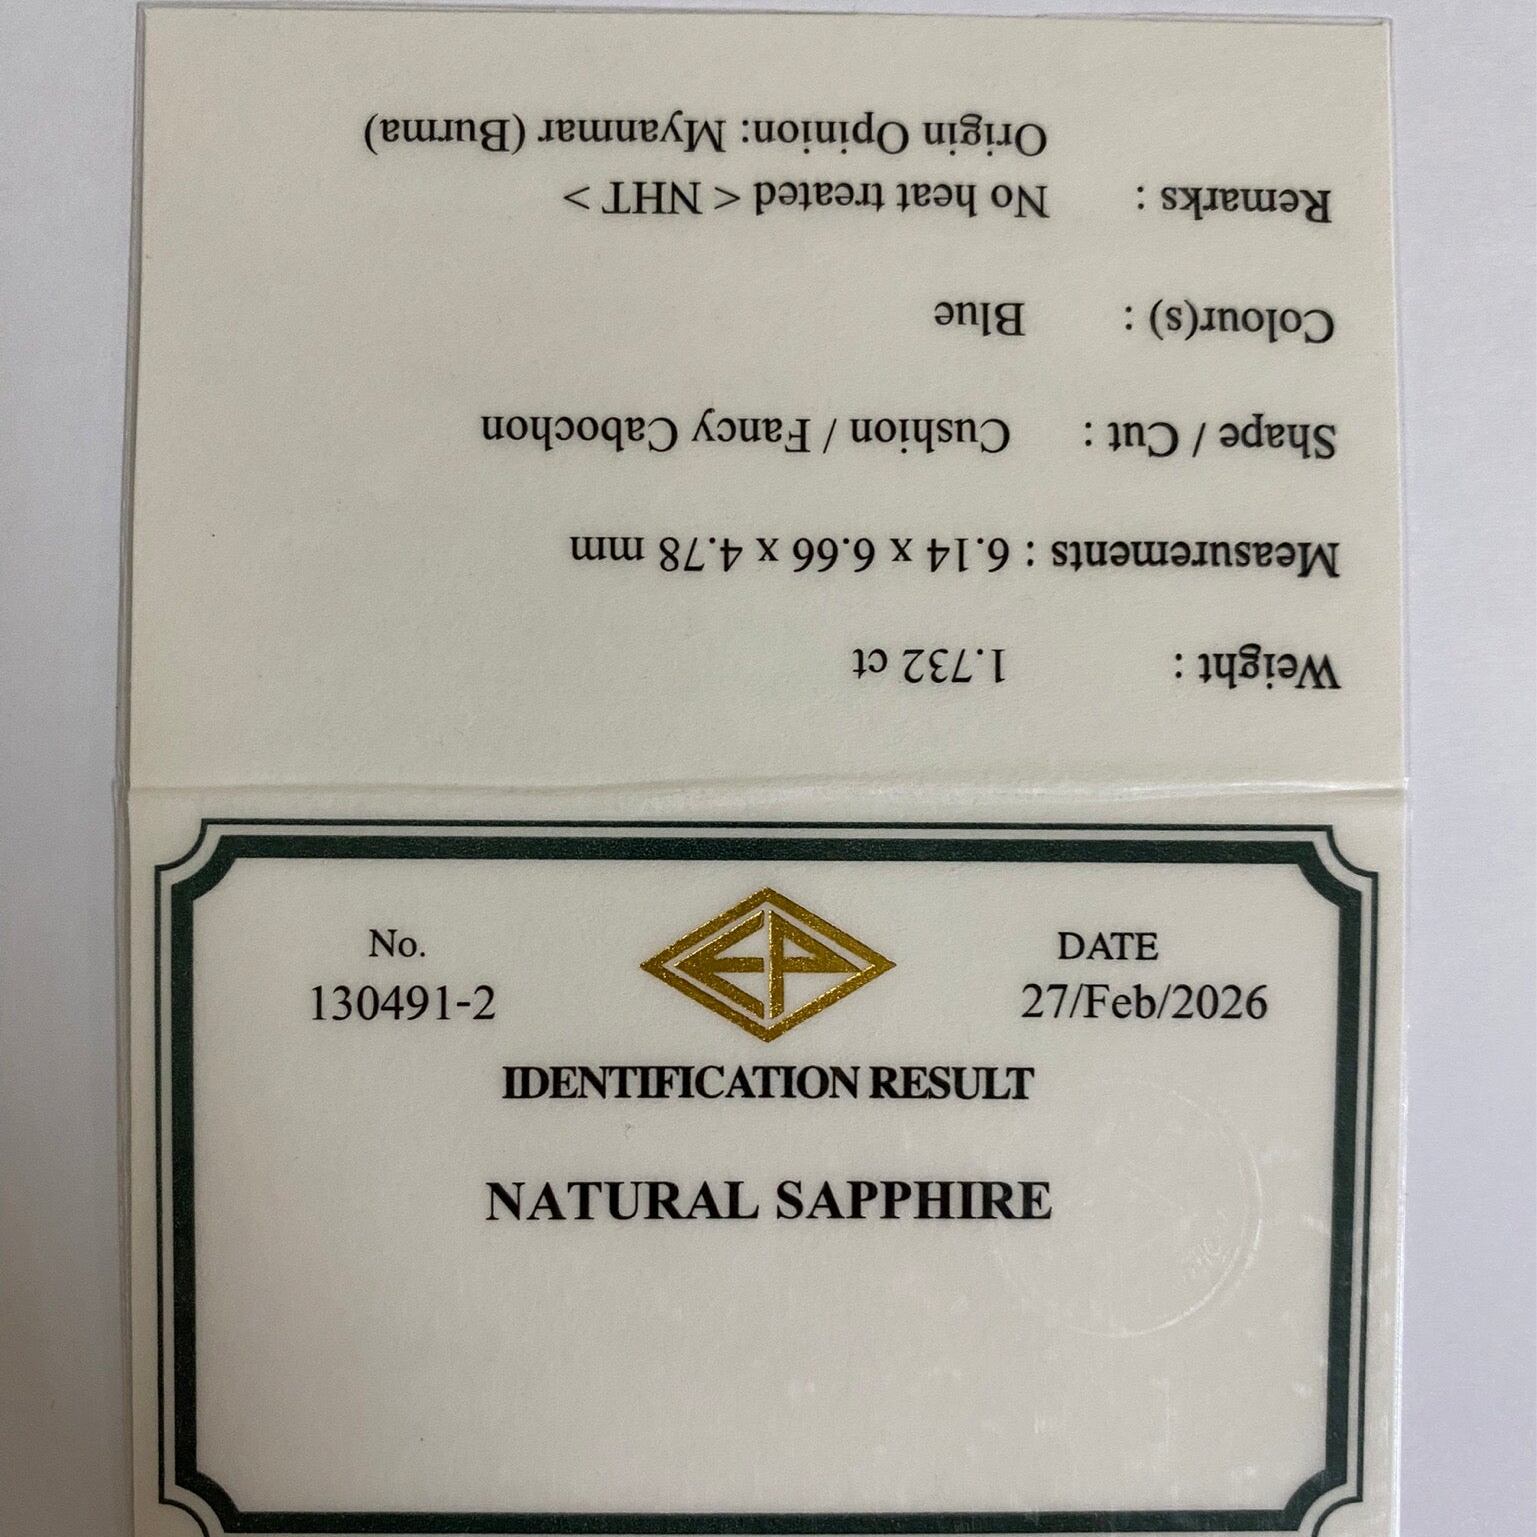 No.
130491-2
EP
DATE
27/Feb/2026
IDENTIFICATION RESULT
NATURAL SAPPHIRE
Weight : 1.732 ct
Measurements : 6.14 x 6.66 x 4.78 mm
Shape / Cut : Cushion / Fancy Cabochon
Colour(s) : Blue
Remarks : No heat treated < NHT >
Origin Opinion: Myanmar (Burma)